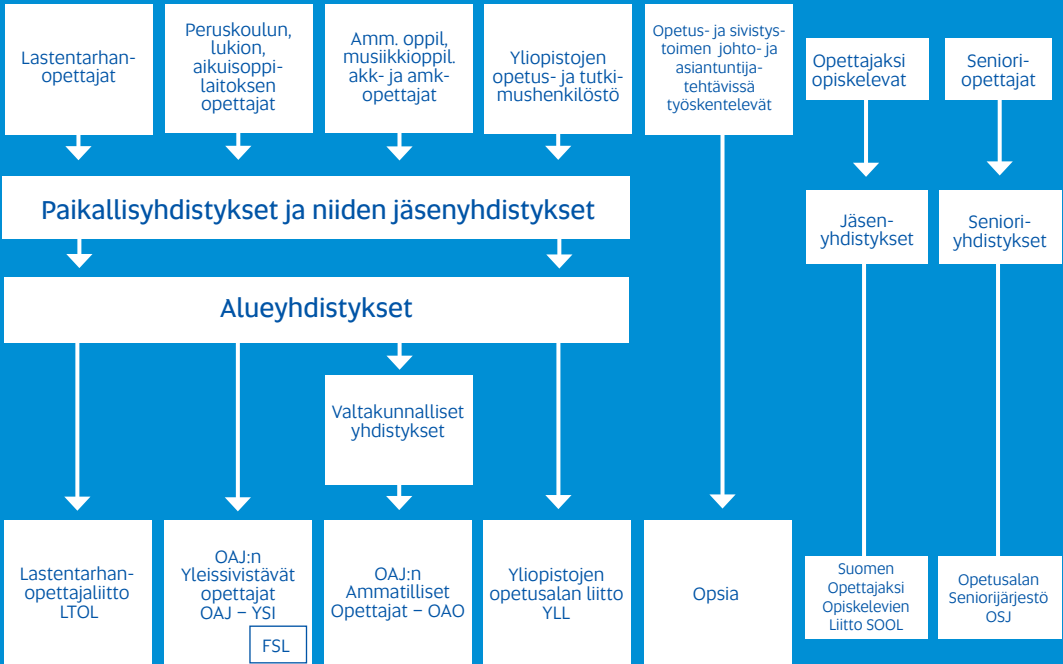 Lastentarhan-
opettajat
Peruskoulun,
lukion,
aikuisoppi-
laitoksen
opettajat
Amm. oppil,
musiikkioppil.
akk- ja amk-
opettajat
Yliopistojen
opetus- ja tutki-
mushenkilöstö
Opetus- ja sivistys-
toimen johto- ja
asiantuntija-
tehtävissä
työskentelevät
Opettajaksi
opiskelevat
Seniori-
opettajat
Paikallisyhdistykset ja niiden jäsenyhdistykset
Jäsen-
yhdistykset
Seniori-
yhdistykset
Alueyhdistykset
Valtakunnalliset
yhdistykset
Lastentarhan-
opettajaliitto
LTOL
OAJ:n
Yleissivistävät
opettajat
OAJ – YSI
FSL
OAJ:n
Ammatilliset
Opettajat – OAO
Yliopistojen
opetusalan liitto
YLL
Opsia
Suomen
Opettajaksi
Opiskelevien
Liitto SOOL
Opetusalan
Seniorijärjestö
OSJ